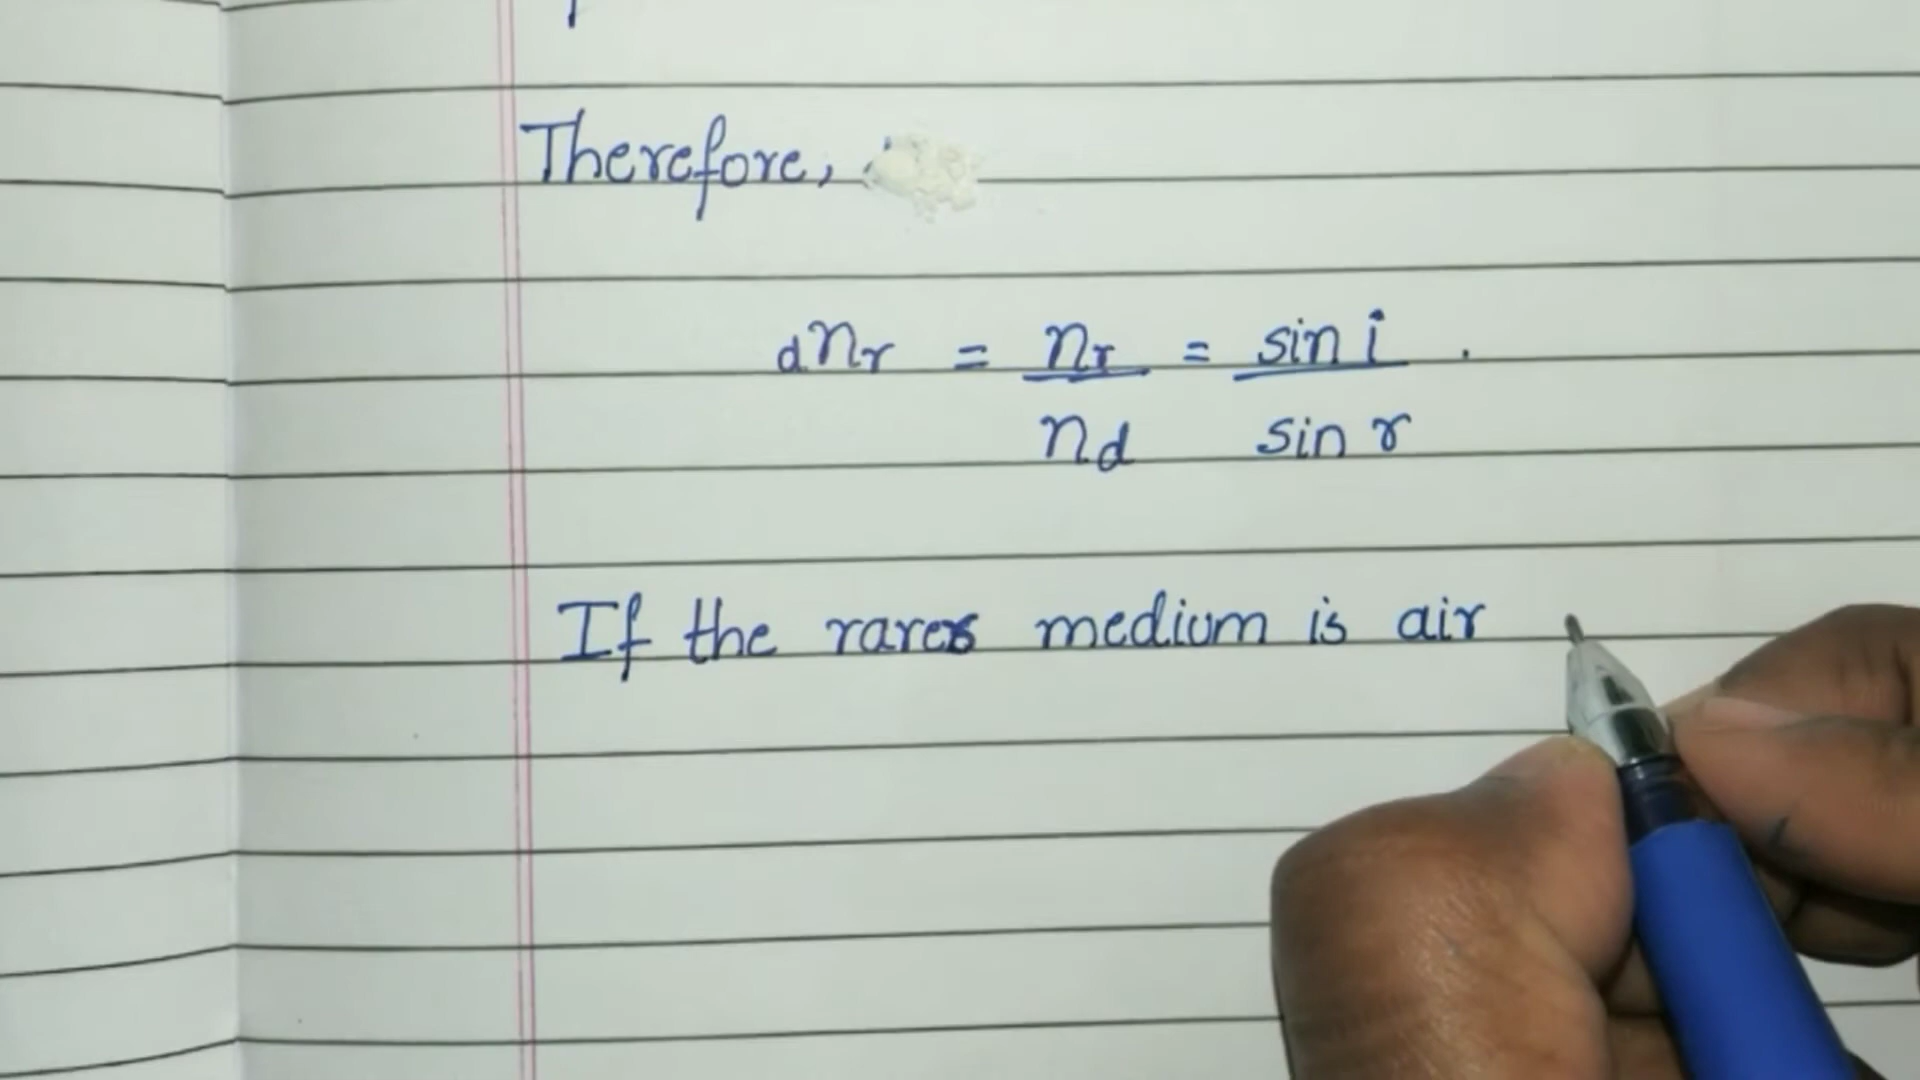 Therefore,
dnr = nr = sin i .
nd sin r
If the rarer medium is air